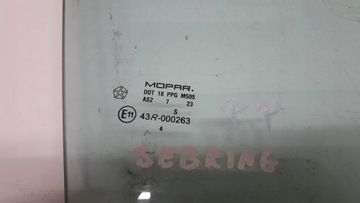 MOPAR.
DOT 18 PPG M505
AS2 7 23
S
E11 43R-000263
4
P P
SEBRING